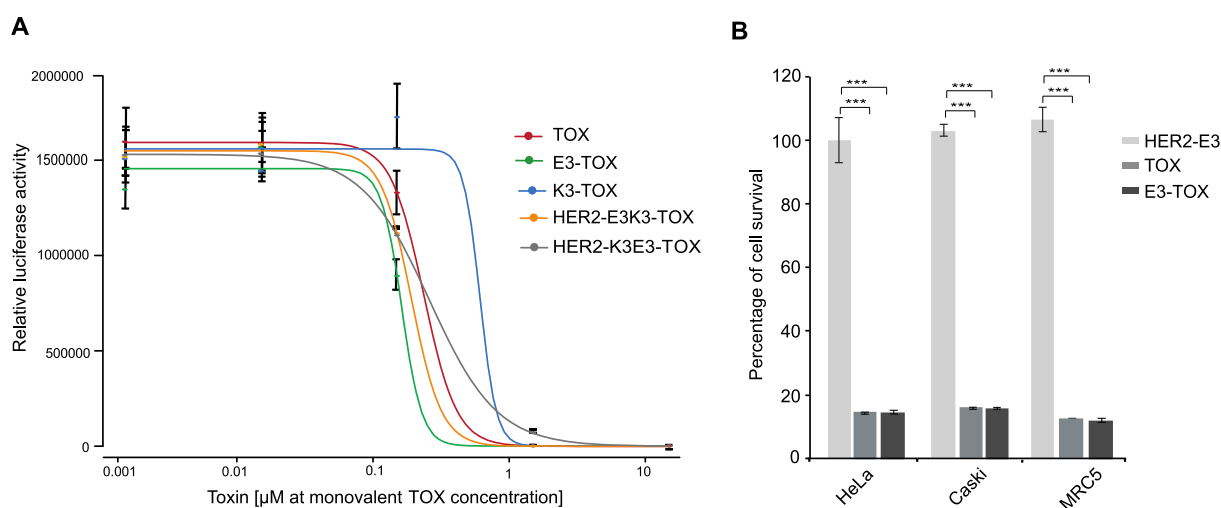 A
2000000
1500000
1000000
500000
0
Relative luciferase activity
0.001
0.01
0.1
1
10
Toxin [µM at monovalent TOX concentration]
TOX
E3-TOX
K3-TOX
HER2-E3K3-TOX
HER2-K3E3-TOX
B
120
100
80
60
40
20
0
Percentage of cell survival
***
***
***
***
***
***
HeLa
Caski
MRC5
HER2-E3
TOX
E3-TOX